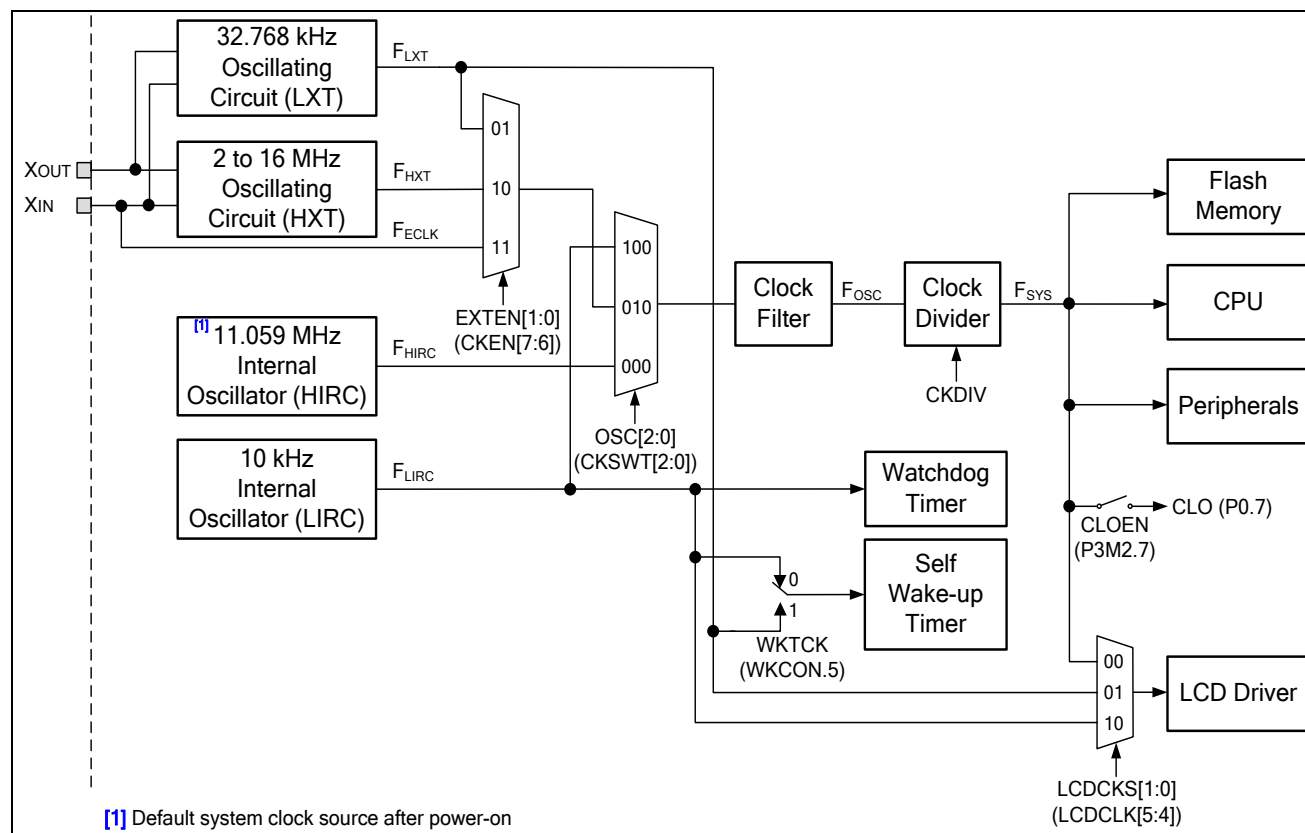 32.768 kHz
Oscillating
Circuit (LXT)
FLXT
XOUT
XIN
2 to 16 MHz
Oscillating
Circuit (HXT)
FHXT
FECLK
01
10
11
EXTEN[1:0]
(CKEN[7:6])
[1] 11.059 MHz
Internal
Oscillator (HIRC)
FHIRC
100
010
000
OSC[2:0]
(CKSWT[2:0])
10 kHz
Internal
Oscillator (LIRC)
FLIRC
Clock
Filter
FOSC
Clock
Divider
CKDIV
FSYS
Flash
Memory
CPU
Peripherals
CLOEN
(P3M2.7)
CLO (P0.7)
Watchdog
Timer
0
1
WKTCK
(WKCON.5)
Self
Wake-up
Timer
00
01
10
LCD Driver
LCDCKS[1:0]
(LCDCLK[5:4])
[1] Default system clock source after power-on